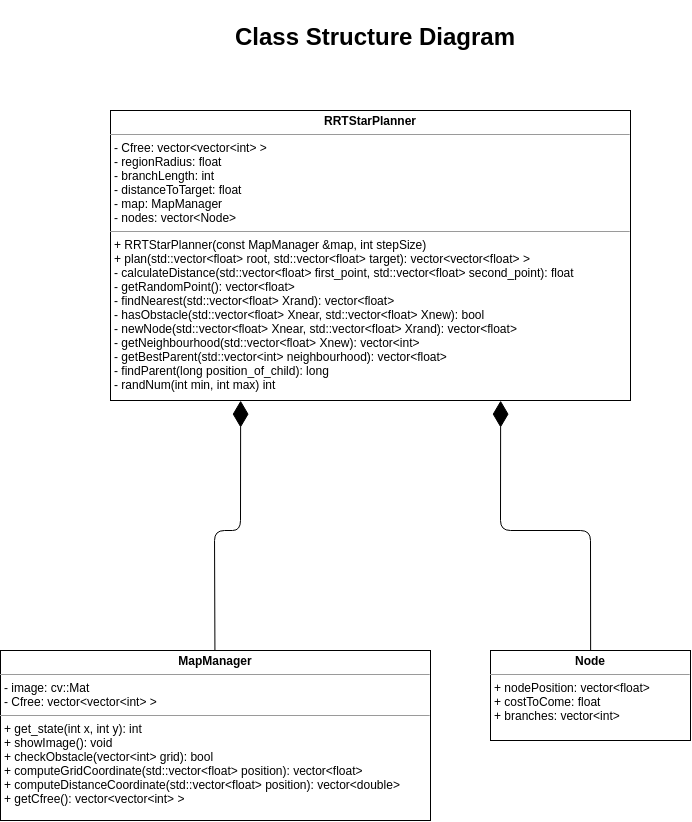 Class Structure Diagram
RRTStarPlanner
- Cfree: vector<vector<int> >
- regionRadius: float
- branchLength: int
- distanceToTarget: float
- map: MapManager
- nodes: vector<Node>
+ RRTStarPlanner(const MapManager &map, int stepSize)
+ plan(std::vector<float> root, std::vector<float> target): vector<vector<float> >
- calculateDistance(std::vector<float> first_point, std::vector<float> second_point): float
- getRandomPoint(): vector<float>
- findNearest(std::vector<float> Xrand): vector<float>
- hasObstacle(std::vector<float> Xnear, std::vector<float> Xnew): bool
- newNode(std::vector<float> Xnear, std::vector<float> Xrand): vector<float>
- getNeighbourhood(std::vector<float> Xnew): vector<int>
- getBestParent(std::vector<int> neighbourhood): vector<float>
- findParent(long position_of_child): long
- randNum(int min, int max) int
MapManager
- image: cv::Mat
- Cfree: vector<vector<int> >
+ get_state(int x, int y): int
+ showImage(): void
+ checkObstacle(vector<int> grid): bool
+ computeGridCoordinate(std::vector<float> position): vector<float>
+ computeDistanceCoordinate(std::vector<float> position): vector<double>
+ getCfree(): vector<vector<int> >
Node
+ nodePosition: vector<float>
+ costToCome: float
+ branches: vector<int>